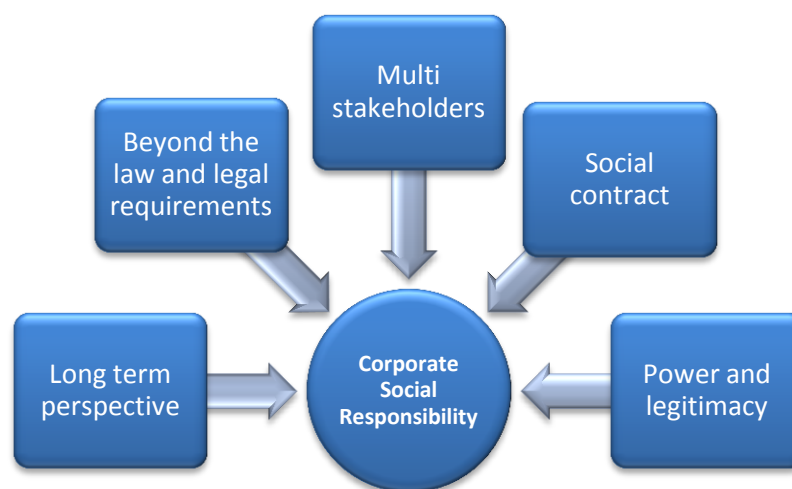 Multi
stakeholders
Beyond the
law and legal
requirements
Social
contract
Long term
perspective
Corporate
Social
Responsibility
Power and
legitimacy